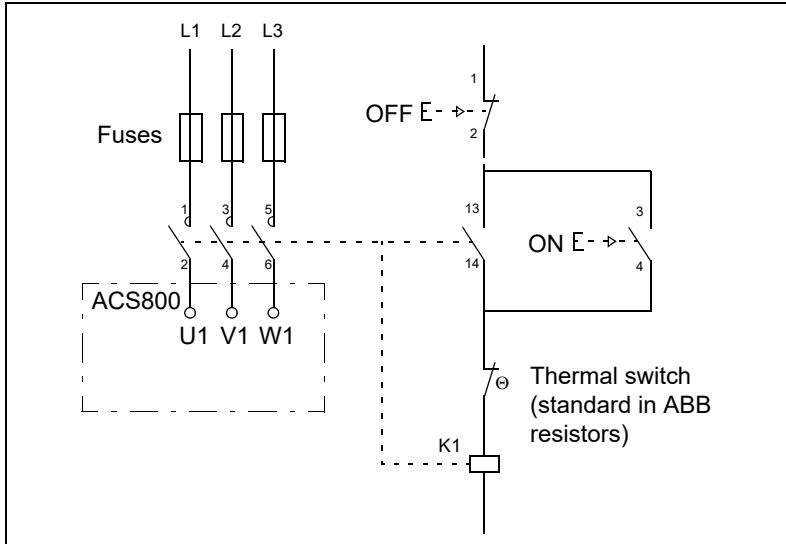 L1 L2 L3
1
OFF
2
Fuses
1 3 5
13
3
ON
2 4 6
14
4
ACS800
U1 V1 W1
Θ
Thermal switch
(standard in ABB
resistors)
K1